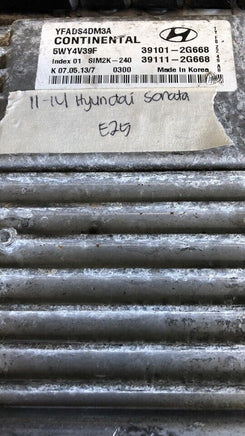 YFADS4DM3A
CONTINENTAL HYUNDAI
5WY4V39F 39101-2G668
Index 01 SIM2K-240 39111-2G668
K 07.05.13/7 0300 Made in Korea
11-14 Hyundai Sonata
E25